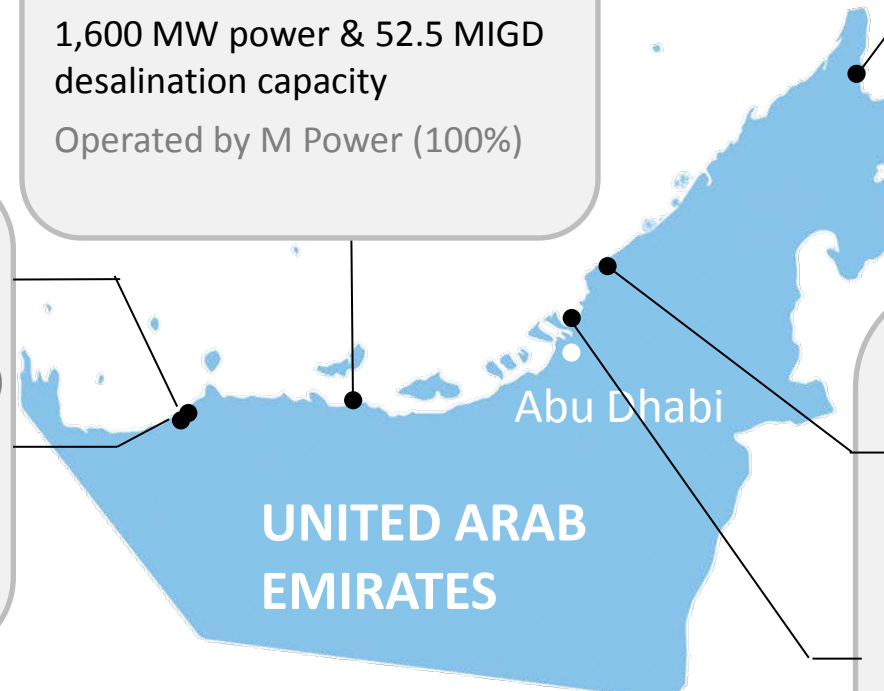 1,600 MW power & 52.5 MIGD
desalination capacity
Operated by M Power (100%)
Abu Dhabi
UNITED ARAB
EMIRATES